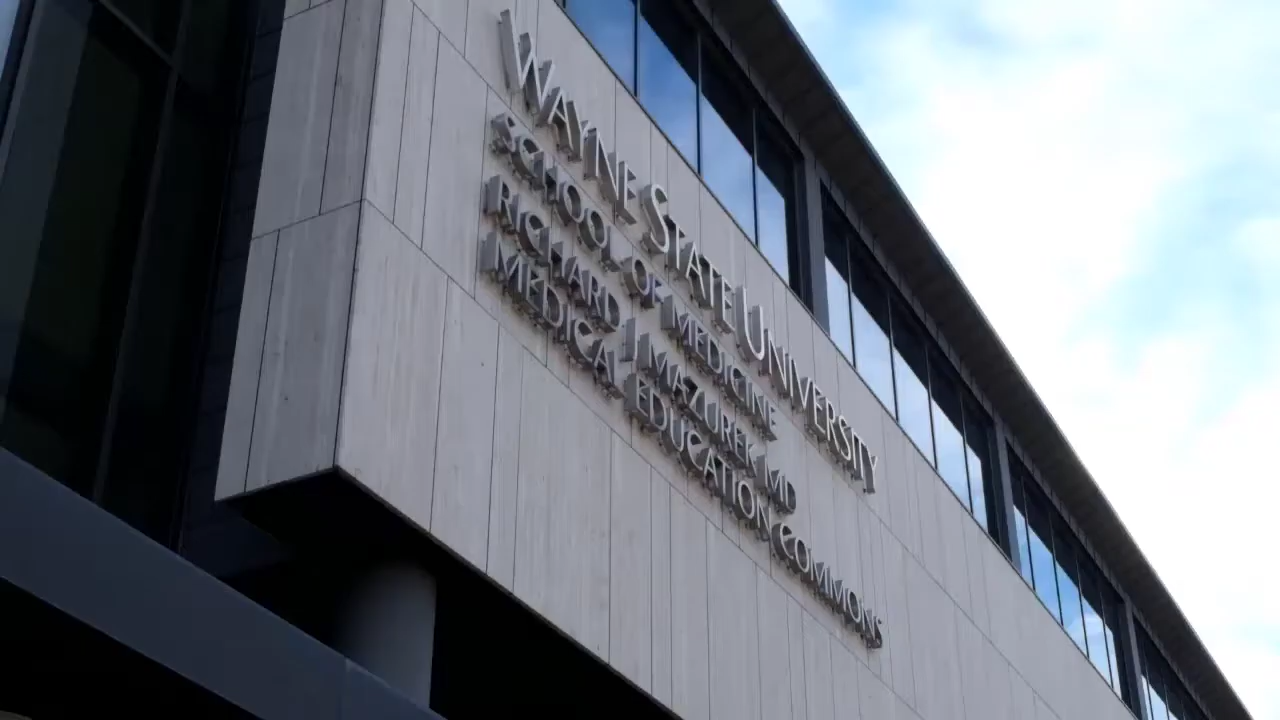 WAYNE STATE UNIVERSITY
SCHOOL OF MEDICINE
RICHARD J MAZUREK MD
MEDICAL EDUCATION COMMONS